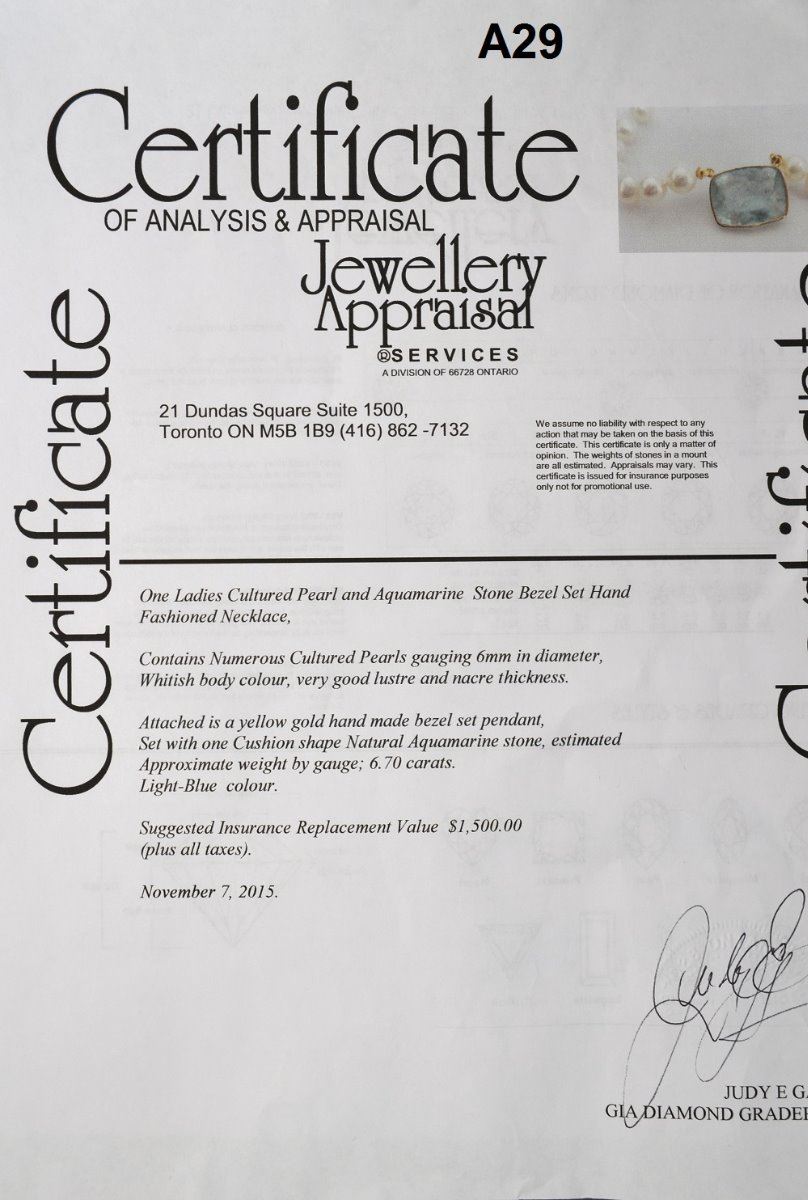 A29
Certificate
OF ANALYSIS & APPRAISAL
Jewellery
Appraisal
® SERVICES
A DIVISION OF 66728 ONTARIO
21 Dundas Square Suite 1500,
Toronto ON M5B 1B9 (416) 862 -7132
We assume no liability with respect to any
action that may be taken on the basis of this
certificate. This certificate is only a matter of
opinion. The weights of stones in a mount
are all estimated. Appraisals may vary. This
certificate is issued for insurance purposes
only not for promotional use.
Certificate
One Ladies Cultured Pearl and Aquamarine Stone Bezel Set Hand
Fashioned Necklace,
Contains Numerous Cultured Pearls gauging 6mm in diameter,
Whitish body colour, very good lustre and nacre thickness.
Attached is a yellow gold hand made bezel set pendant,
Set with one Cushion shape Natural Aquamarine stone, estimated
Approximate weight by gauge; 6.70 carats.
Light-Blue colour.
Suggested Insurance Replacement Value $1,500.00
(plus all taxes).
November 7, 2015.
JUDY E
GIA DIAMOND GRADER